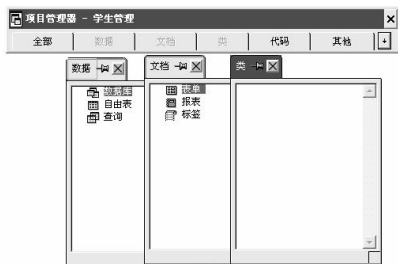 项目管理器 - 学生管理
全部 数据 文档 类 代码 其他
数据 文档 类
数据库 表单
自由表 报表
查询 标签